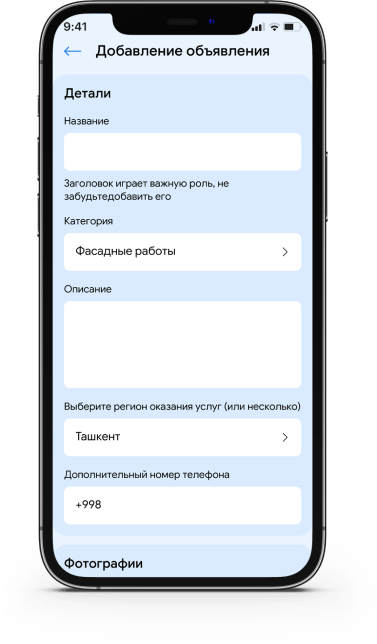 9:41
Добавление объявления
Детали
Название
Заголовок играет важную роль, не
забудьтедобавить его
Категория
Фасадные работы
Описание
Выберите регион оказания услуг (или несколько)
Ташкент
Дополнительный номер телефона
+998
Фотографии